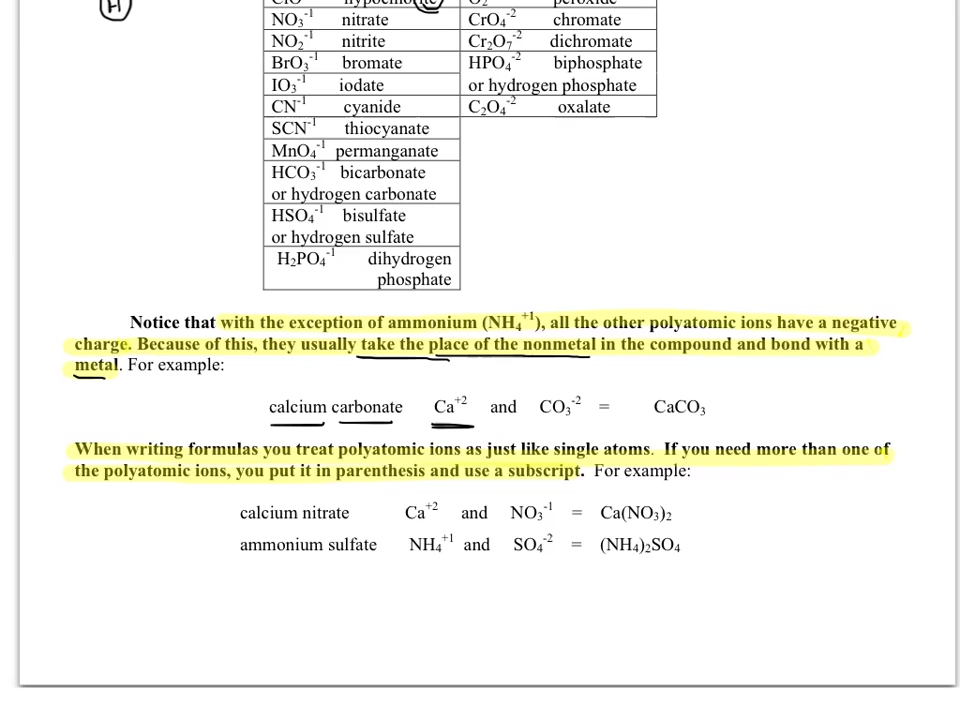 H
NO₃⁻¹ nitrate CrO₄⁻² chromate
NO₂⁻¹ nitrite Cr₂O₇⁻² dichromate
BrO₃⁻¹ bromate HPO₄⁻² biphosphate
IO₃⁻¹ iodate or hydrogen phosphate
CN⁻¹ cyanide C₂O₄⁻² oxalate
SCN⁻¹ thiocyanate
MnO₄⁻¹ permanganate
HCO₃⁻¹ bicarbonate
or hydrogen carbonate
HSO₄⁻¹ bisulfate
or hydrogen sulfate
H₂PO₄⁻¹ dihydrogen
phosphate
Notice that with the exception of ammonium (NH₄⁺¹), all the other polyatomic ions have a negative
charge. Because of this, they usually take the place of the nonmetal in the compound and bond with a
metal. For example:
calcium carbonate Ca⁺² and CO₃⁻² = CaCO₃
When writing formulas you treat polyatomic ions as just like single atoms. If you need more than one of
the polyatomic ions, you put it in parenthesis and use a subscript. For example:
calcium nitrate Ca⁺² and NO₃⁻¹ = Ca(NO₃)₂
ammonium sulfate NH₄⁺¹ and SO₄⁻² = (NH₄)₂SO₄